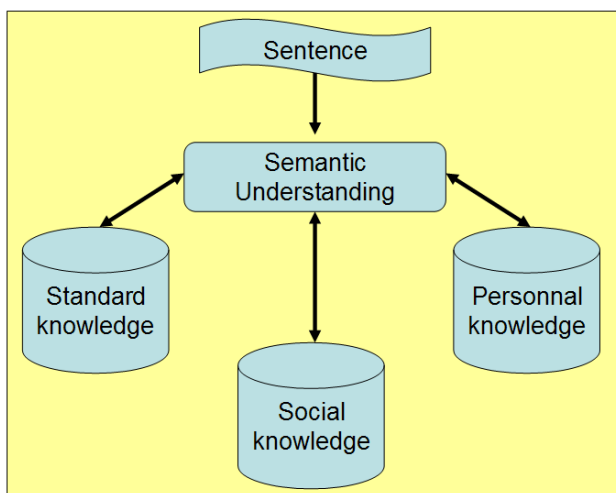 Sentence
Semantic
Understanding
Standard
knowledge
Personnal
knowledge
Social
knowledge